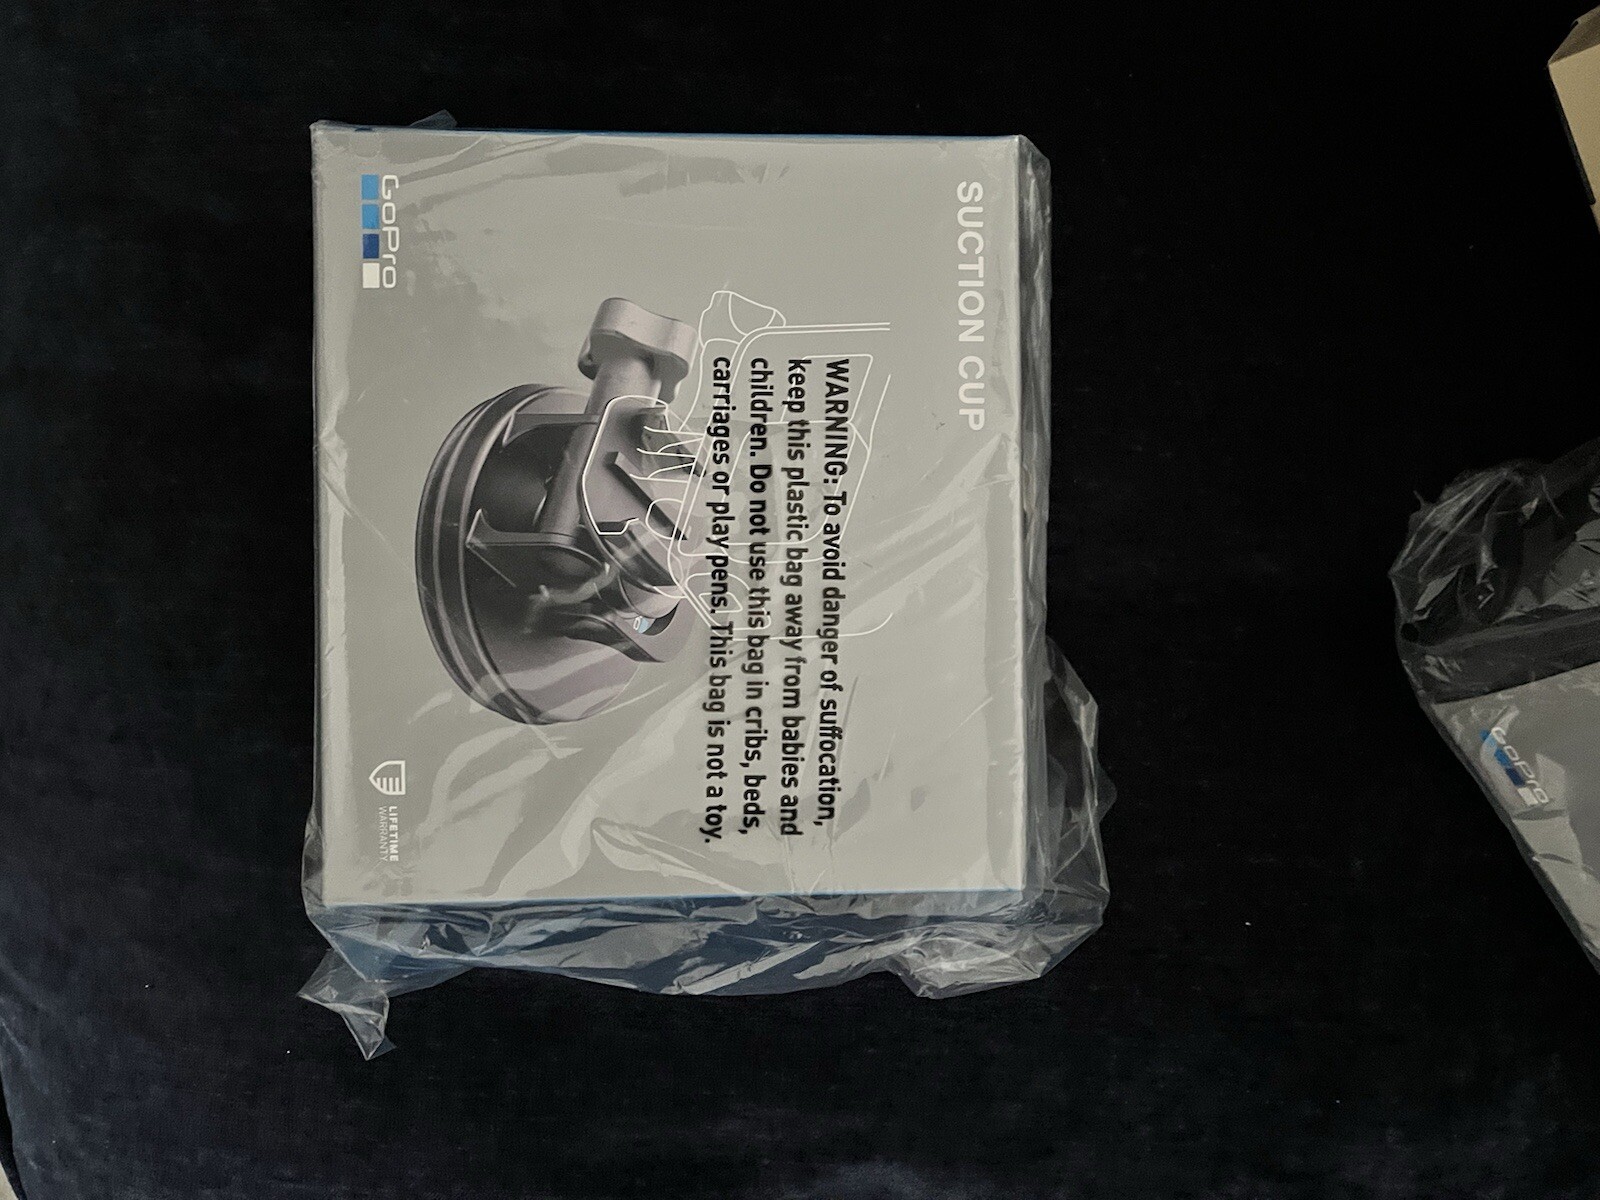 SUCTION CUP
WARNING: To avoid danger of suffocation,
keep this plastic bag away from babies and
children. Do not use this bag in cribs, beds,
carriages or play pens. This bag is not a toy.
GoPro
LIFETIME
WARRANTY
GoPro